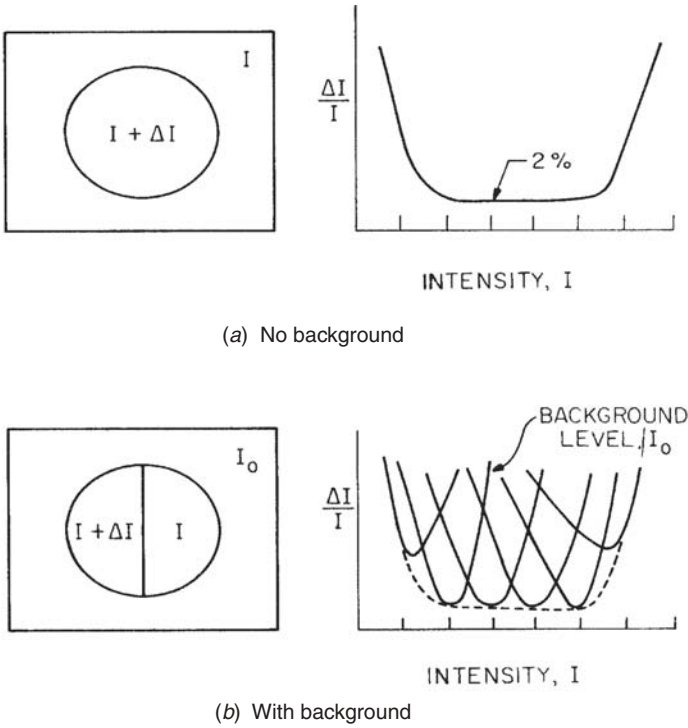 I
I + ΔI
ΔI
I
2 %
INTENSITY, I
(a) No background
I₀
I + ΔI
I
BACKGROUND
LEVEL, I₀
ΔI
I
INTENSITY, I
(b) With background